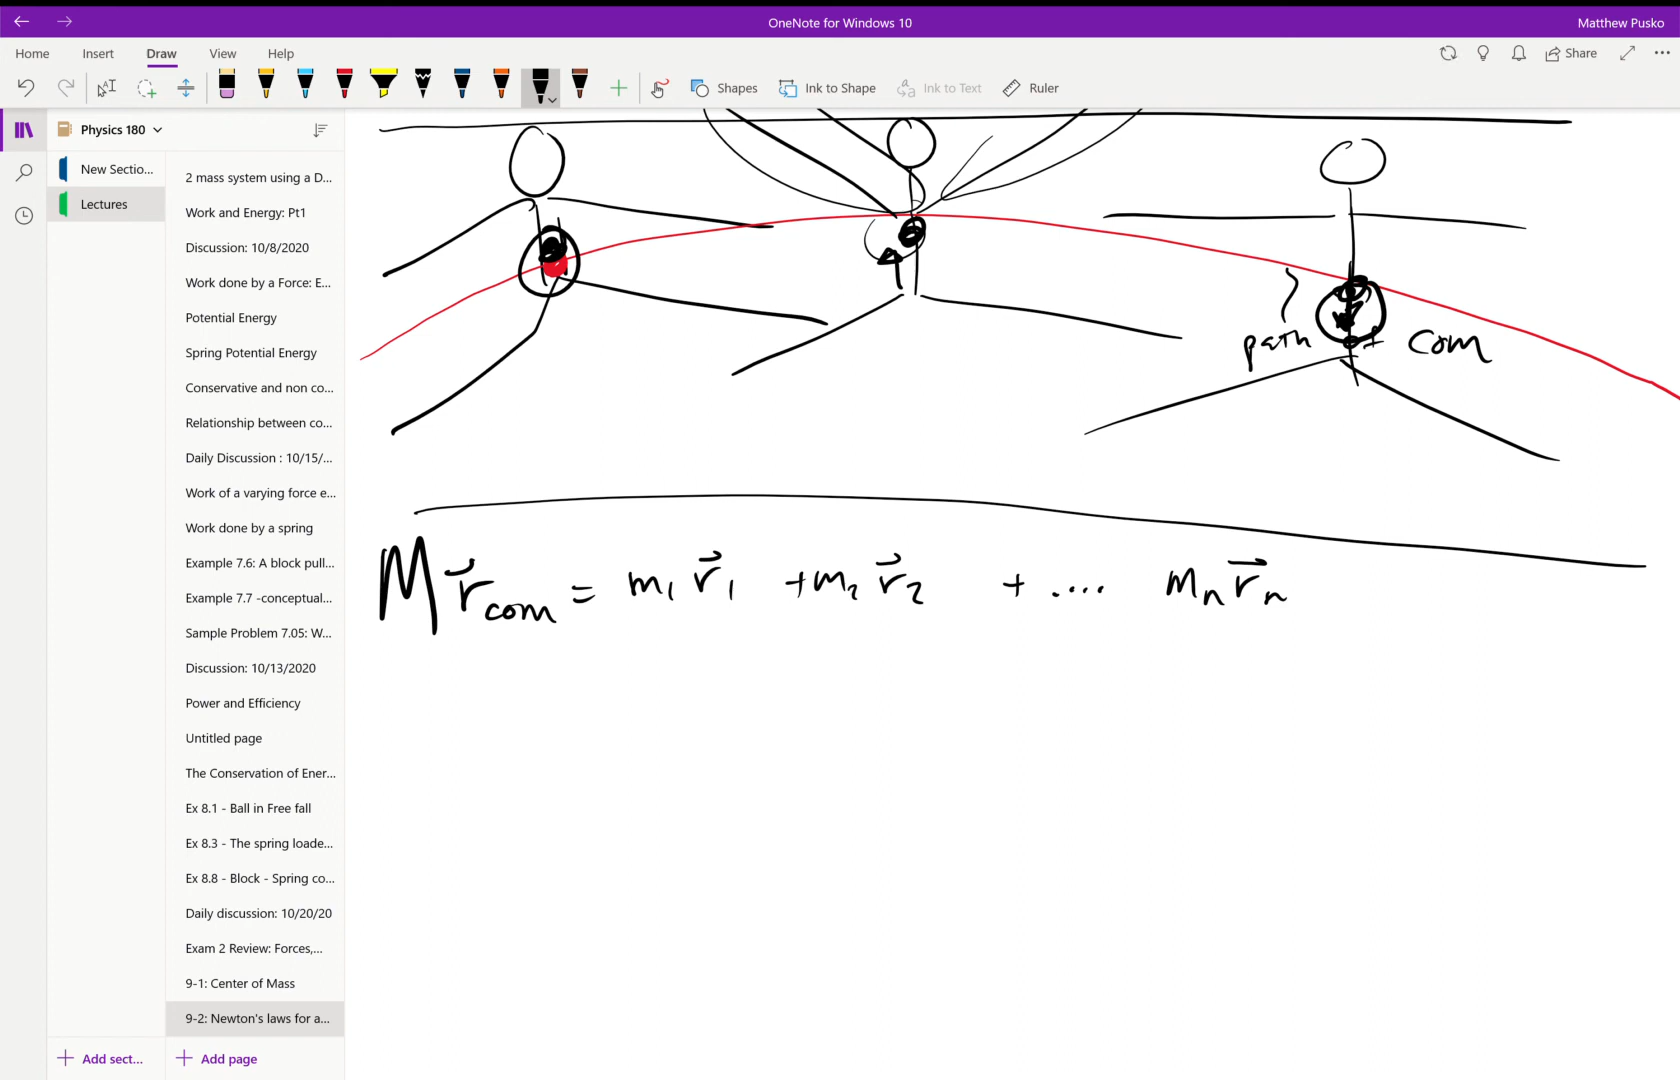 OneNote for Windows 10
Matthew Pusko
Home Insert Draw View Help
Share
Shapes
Ink to Shape
Ink to Text
Ruler
Physics 180
New Sectio...
Lectures
2 mass system using a D...
Work and Energy: Pt1
Discussion: 10/8/2020
Work done by a Force: E...
Potential Energy
Spring Potential Energy
Conservative and non co...
Relationship between co...
Daily Discussion : 10/15/...
Work of a varying force e...
Work done by a spring
Example 7.6: A block pull...
Example 7.7 -conceptual...
Sample Problem 7.05: W...
Discussion: 10/13/2020
Power and Efficiency
Untitled page
The Conservation of Ener...
Ex 8.1 - Ball in Free fall
Ex 8.3 - The spring loade...
Ex 8.8 - Block - Spring co...
Daily discussion: 10/20/20
Exam 2 Review: Forces,...
9-1: Center of Mass
9-2: Newton's laws for a...
Add sect...
Add page
path of com
M r⃗com = m₁ r⃗₁ + m₂ r⃗₂ + .... mₙ r⃗ₙ